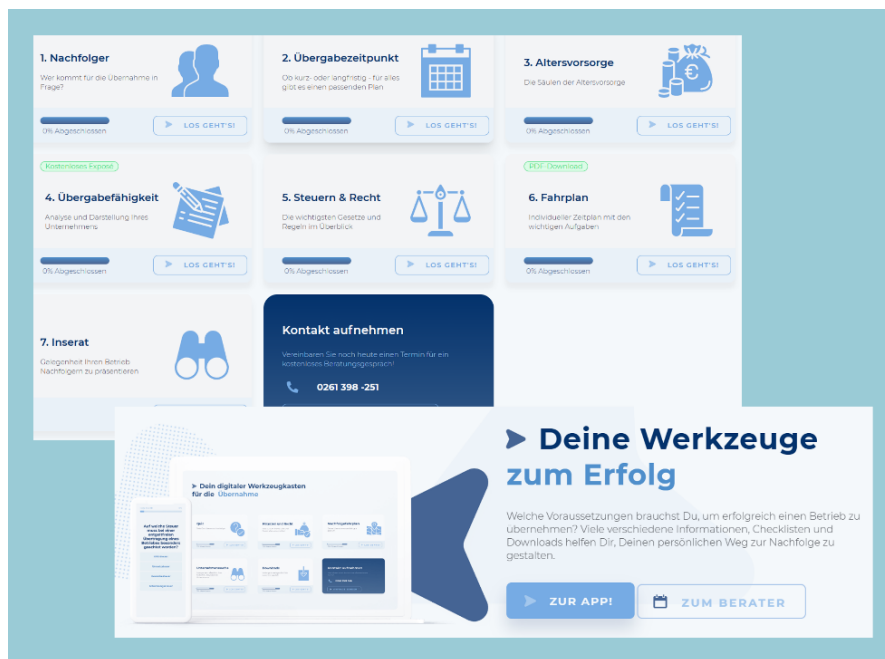 1. Nachfolger
Wer kommt für die Übernahme in
Frage?
0% Abgeschlossen
LOS GEHT'S!
2. Übergabezeitpunkt
Ob kurz- oder langfristig - für alles
gibt es einen passenden Plan
0% Abgeschlossen
LOS GEHT'S!
3. Altersvorsorge
Die Säulen der Altersvorsorge
0% Abgeschlossen
LOS GEHT'S!
Kostenloses Exposé
4. Übergabefähigkeit
Analyse und Darstellung Ihres
Unternehmens
0% Abgeschlossen
LOS GEHT'S!
5. Steuern & Recht
Die wichtigsten Gesetze und
Regeln im Überblick
0% Abgeschlossen
LOS GEHT'S!
PDF-Download
6. Fahrplan
Individueller Zeitplan mit den
wichtigen Aufgaben
0% Abgeschlossen
LOS GEHT'S!
7. Inserat
Gelegenheit Ihren Betrieb
Nachfolgern zu präsentieren
Kontakt aufnehmen
Vereinbaren Sie noch heute einen Termin für ein
kostenloses Beratungsgespräch!
0261 398 -251
Dein digitaler Werkzeugkasten
für die Übernahme
Deine Werkzeuge
zum Erfolg
Welche Voraussetzungen brauchst Du, um erfolgreich einen Betrieb zu
übernehmen? Viele verschiedene Informationen, Checklisten und
Downloads helfen Dir, Deinen persönlichen Weg zur Nachfolge zu
gestalten.
ZUR APP!
ZUM BERATER